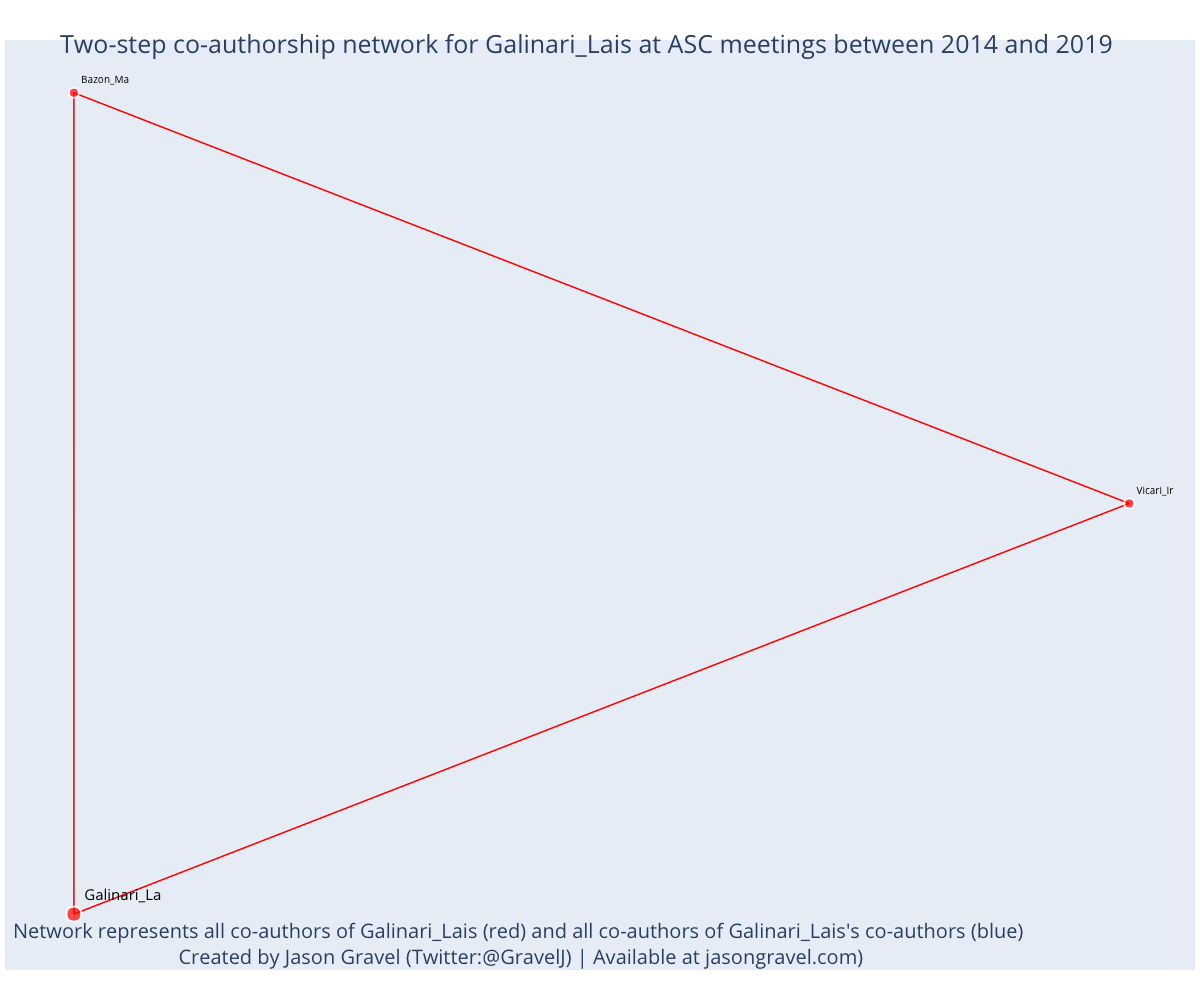 Two-step co-authorship network for Galinari_Lais at ASC meetings between 2014 and 2019
Bazon_Ma
Vicari_Ir
Galinari_La
Network represents all co-authors of Galinari_Lais (red) and all co-authors of Galinari_Lais's co-authors (blue)
Created by Jason Gravel (Twitter:@GravelJ) | Available at jasongravel.com)